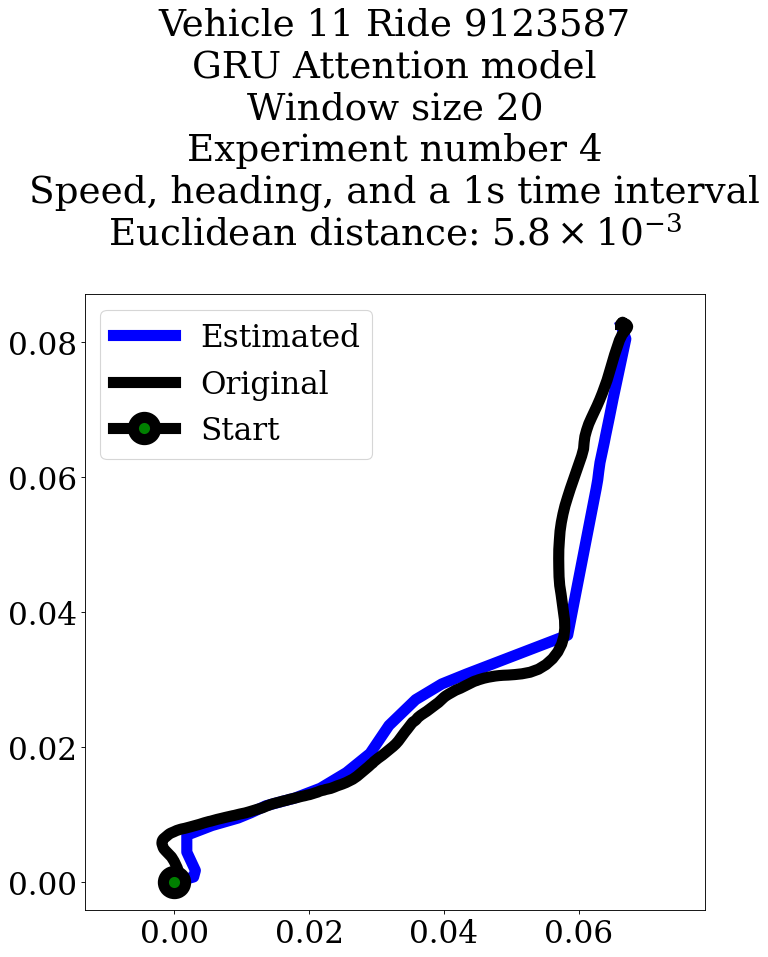 Vehicle 11 Ride 9123587
GRU Attention model
Window size 20
Experiment number 4
Speed, heading, and a 1s time interval
Euclidean distance: 5.8 × 10⁻³
Estimated
Original
Start
0.08
0.06
0.04
0.02
0.00
0.00 0.02 0.04 0.06